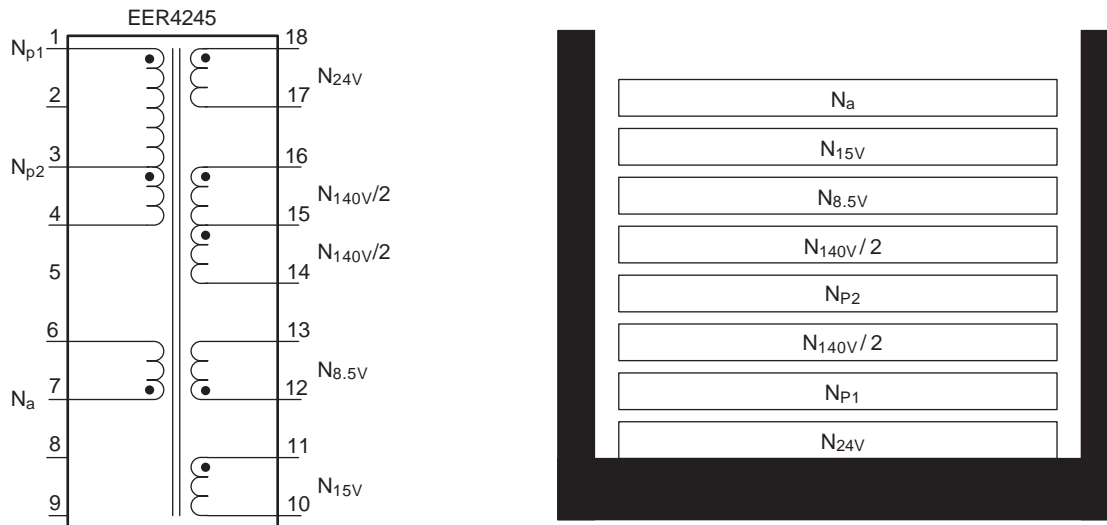 EER4245
Np1
1
2
Np2
3
4
5
6
Na
7
8
9
18
N24V
17
16
N140V/2
15
N140V/2
14
13
N8.5V
12
11
N15V
10
Na
N15V
N8.5V
N140V/2
NP2
N140V/2
NP1
N24V